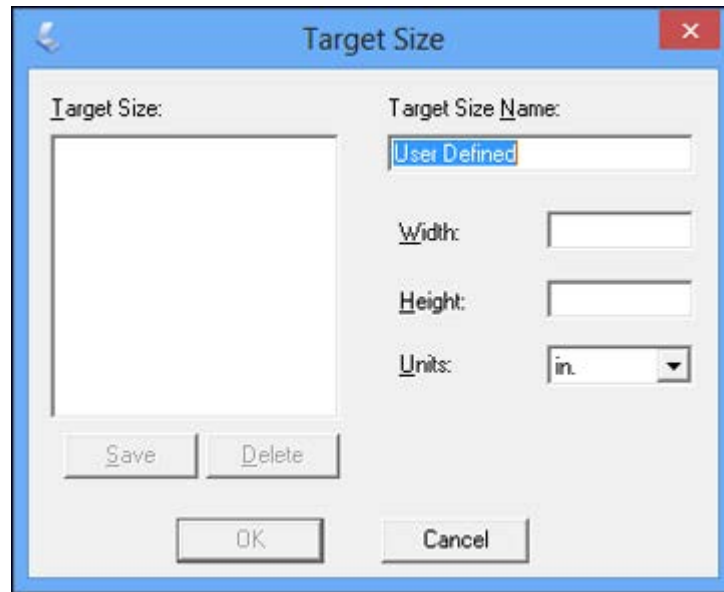 Target Size
Target Size:
Target Size Name:
User Defined
Width:
Height:
Units:
in.
Save
Delete
OK
Cancel